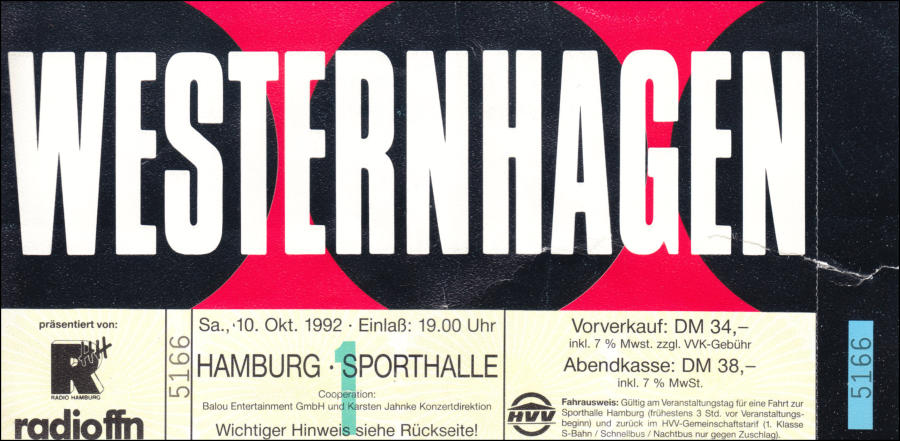 WESTERNHAGEN
präsentiert von:
RHH
RADIO HAMBURG
radio ffn
5166
Sa., 10. Okt. 1992 · Einlaß: 19.00 Uhr
HAMBURG · SPORTHALLE
1
Cooperation:
Balou Entertainment GmbH und Karsten Jahnke Konzertdirektion
Wichtiger Hinweis siehe Rückseite!
Vorverkauf: DM 34,–
inkl. 7 % Mwst. zzgl. VVK-Gebühr
Abendkasse: DM 38,–
inkl. 7 % MwSt.
HVV
Fahrausweis: Gültig am Veranstaltungstag für eine Fahrt zur
Sporthalle Hamburg (frühestens 3 Std. vor Veranstaltungs-
beginn) und zurück im HVV-Gemeinschaftstarif (1. Klasse
S-Bahn / Schnellbus / Nachtbus nur gegen Zuschlag).
5166